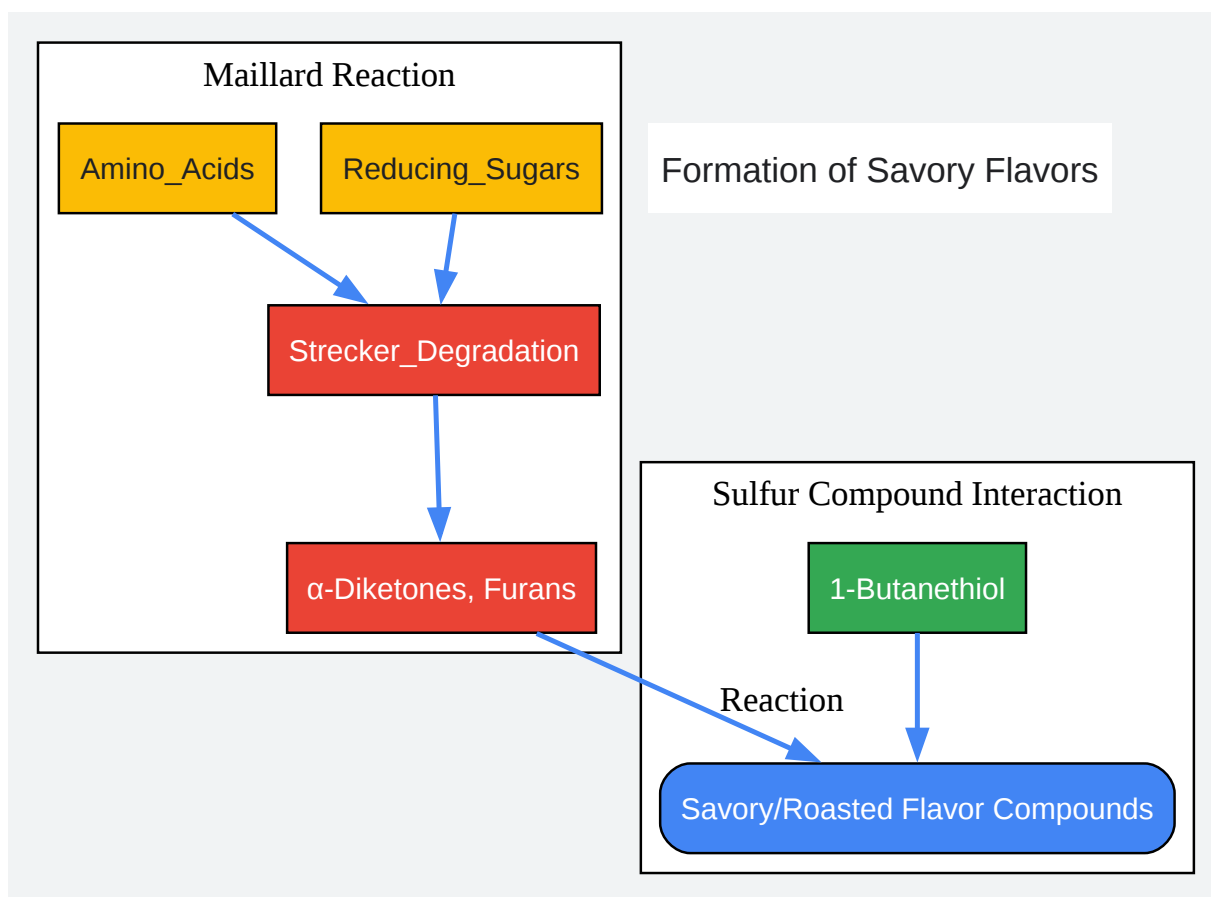 Maillard Reaction
Amino_Acids
Reducing_Sugars
Formation of Savory Flavors
Strecker_Degradation
Sulfur Compound Interaction
α-Diketones, Furans
1-Butanethiol
Reaction
Savory/Roasted Flavor Compounds